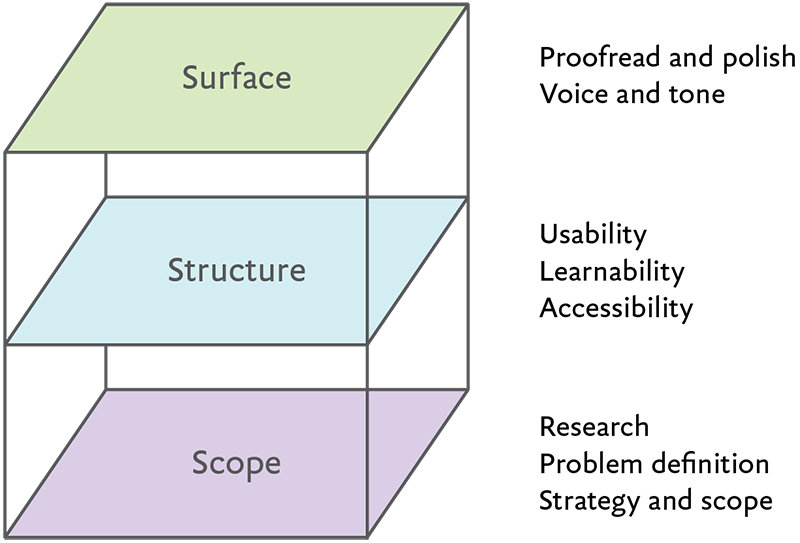 Surface
Proofread and polish
Voice and tone
Structure
Usability
Learnability
Accessibility
Scope
Research
Problem definition
Strategy and scope